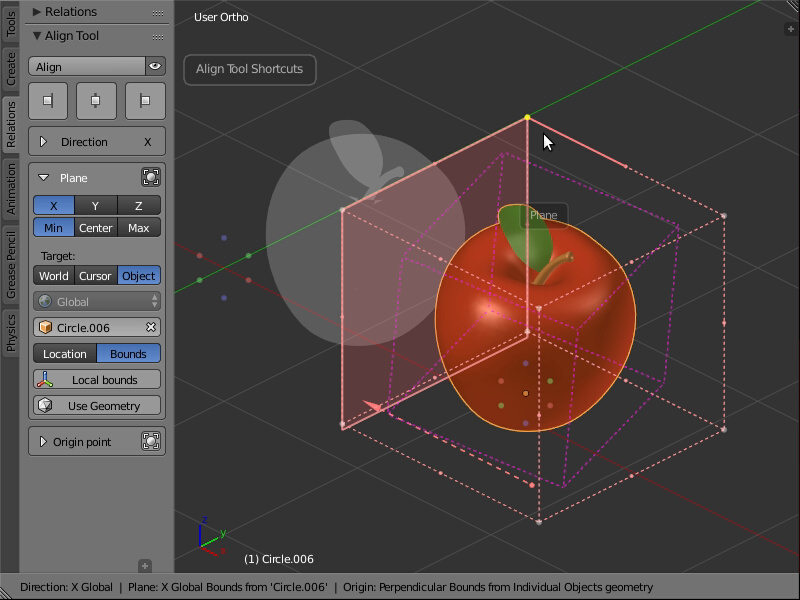 Tools
Create
Relations
Animation
Grease Pencil
Physics
Relations
Align Tool
Align
Direction X
Plane
X Y Z
Min Center Max
Target:
World Cursor Object
Global
Circle.006
Location Bounds
Local bounds
Use Geometry
Origin point
User Ortho
Align Tool Shortcuts
Plane
z
y
x
(1) Circle.006
Direction: X Global | Plane: X Global Bounds from 'Circle.006' | Origin: Perpendicular Bounds from Individual Objects geometry